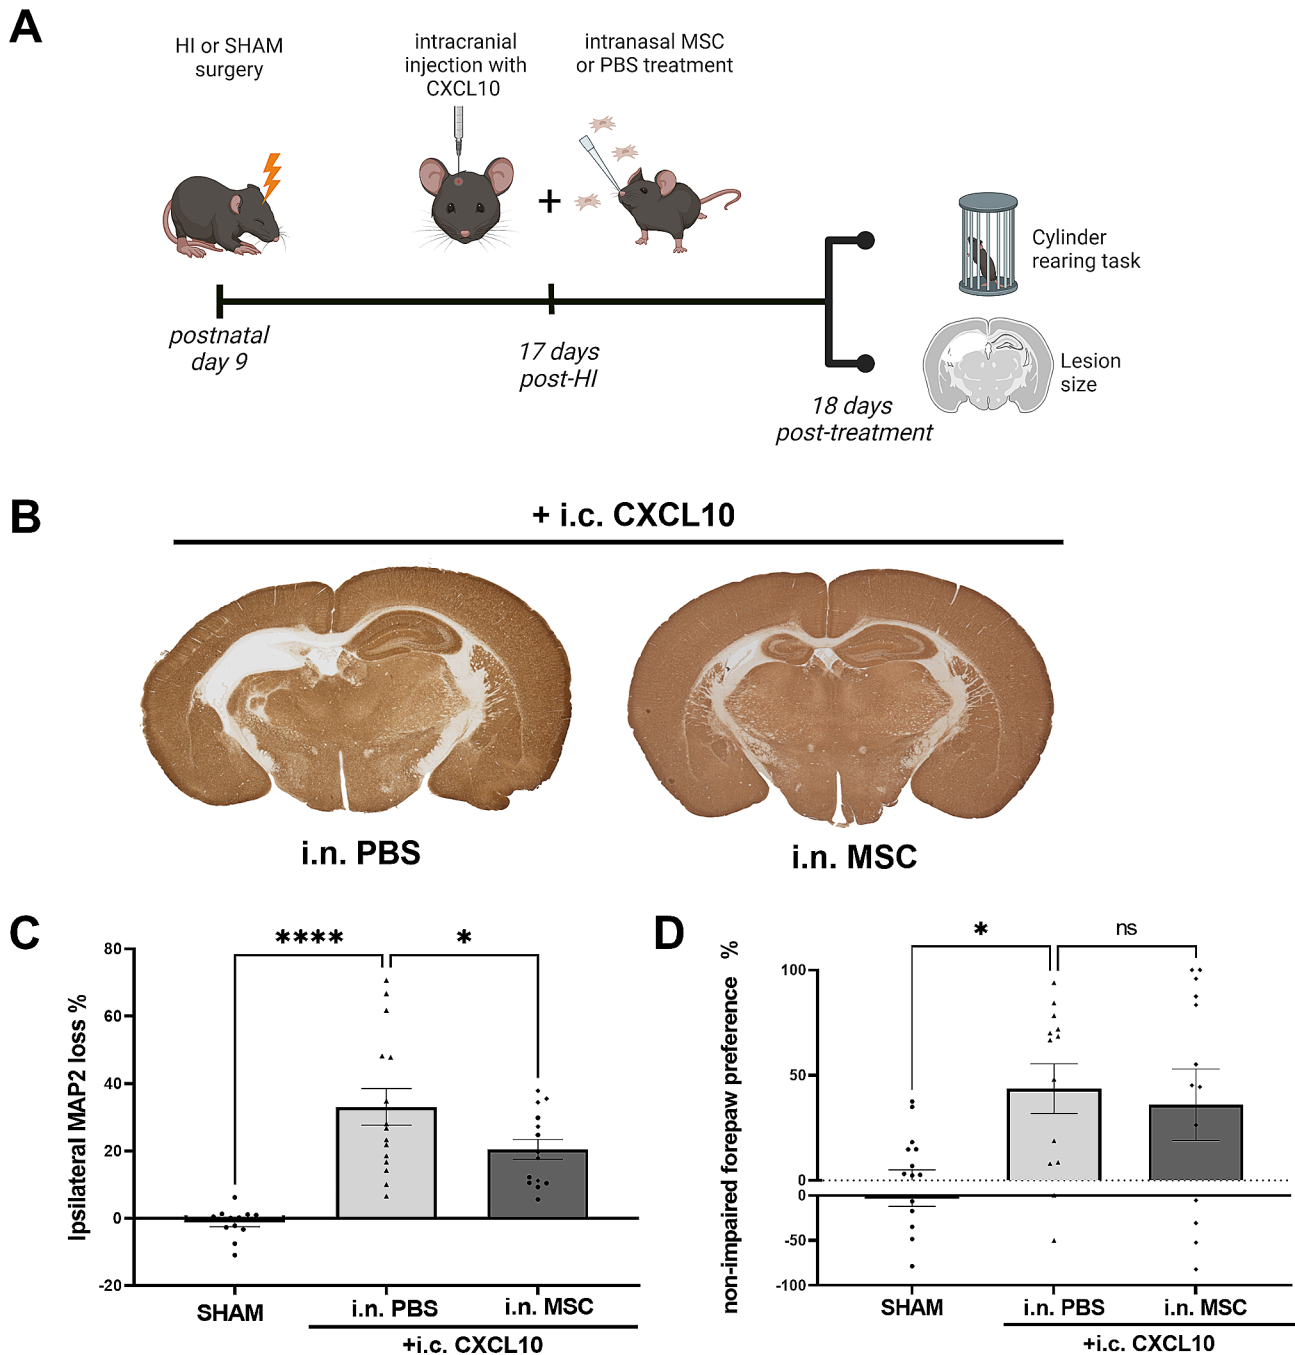 A
HI or SHAM
surgery
intracranial
injection with
CXCL10
intranasal MSC
or PBS treatment
+
Cylinder
rearing task
Lesion
size
postnatal
day 9
17 days
post-HI
18 days
post-treatment
B
+ i.c. CXCL10
i.n. PBS
i.n. MSC
C
Ipsilateral MAP2 loss %
80
60
40
20
0
-20
****
*
SHAM
i.n. PBS
i.n. MSC
+i.c. CXCL10
D
non-impaired forepaw preference %
100
50
0
0
-50
-100
*
ns
SHAM
i.n. PBS
i.n. MSC
+i.c. CXCL10